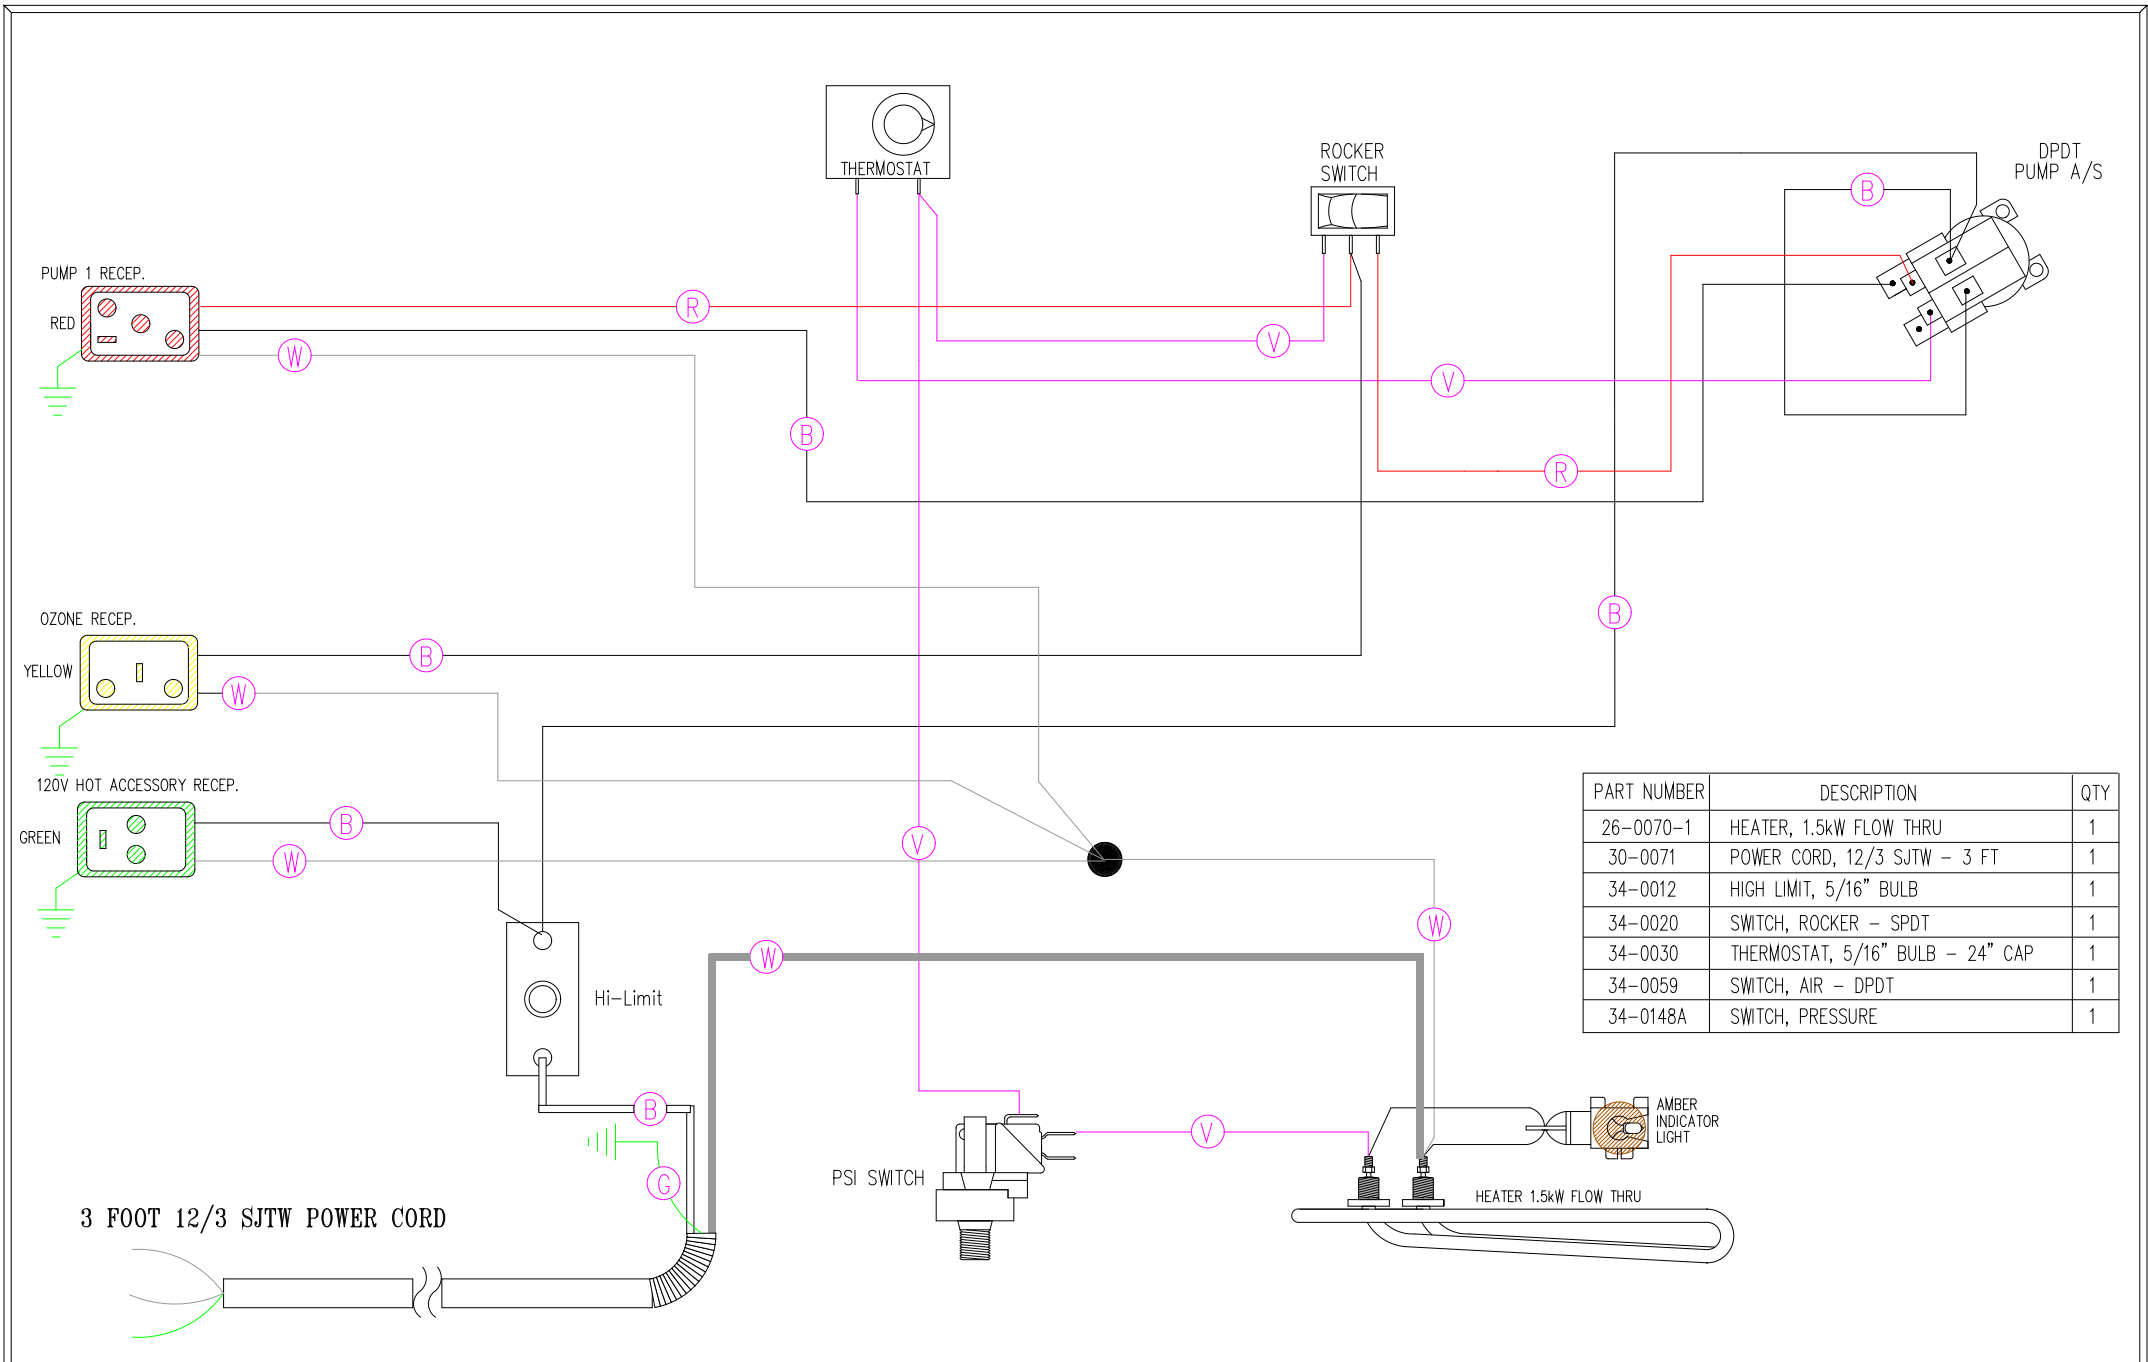 THERMOSTAT
ROCKER
SWITCH
DPDT
PUMP A/S
B
PUMP 1 RECEP.
RED
R
W
V
V
B
R
OZONE RECEP.
YELLOW
B
W
B
120V HOT ACCESSORY RECEP.
GREEN
B
W
V
W
W
Hi-Limit
B
G
PART NUMBER DESCRIPTION QTY
26-0070-1 HEATER, 1.5kW FLOW THRU 1
30-0071 POWER CORD, 12/3 SJTW - 3 FT 1
34-0012 HIGH LIMIT, 5/16" BULB 1
34-0020 SWITCH, ROCKER - SPDT 1
34-0030 THERMOSTAT, 5/16" BULB - 24" CAP 1
34-0059 SWITCH, AIR - DPDT 1
34-0148A SWITCH, PRESSURE 1
AMBER
INDICATOR
LIGHT
V
PSI SWITCH
HEATER 1.5kW FLOW THRU
3 FOOT 12/3 SJTW POWER CORD